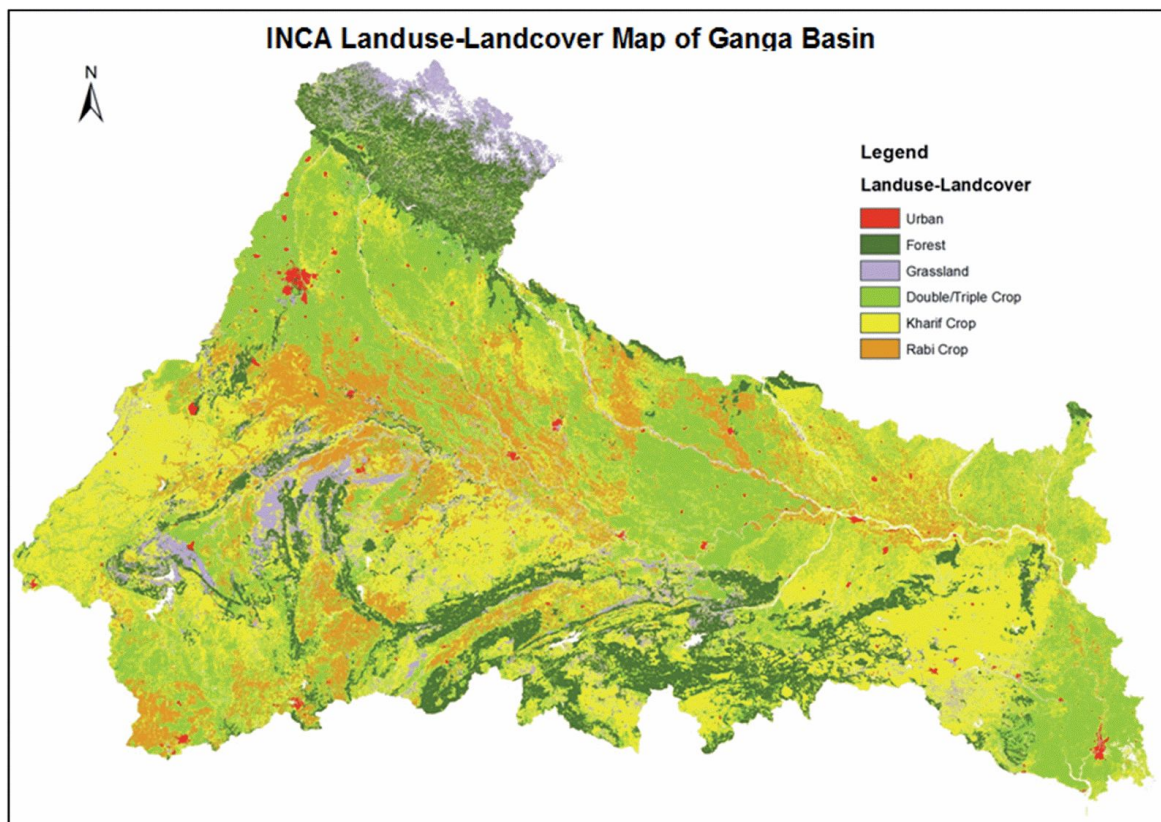 INCA Landuse-Landcover Map of Ganga Basin
N
Legend
Landuse-Landcover
Urban
Forest
Grassland
Double/Triple Crop
Kharif Crop
Rabi Crop